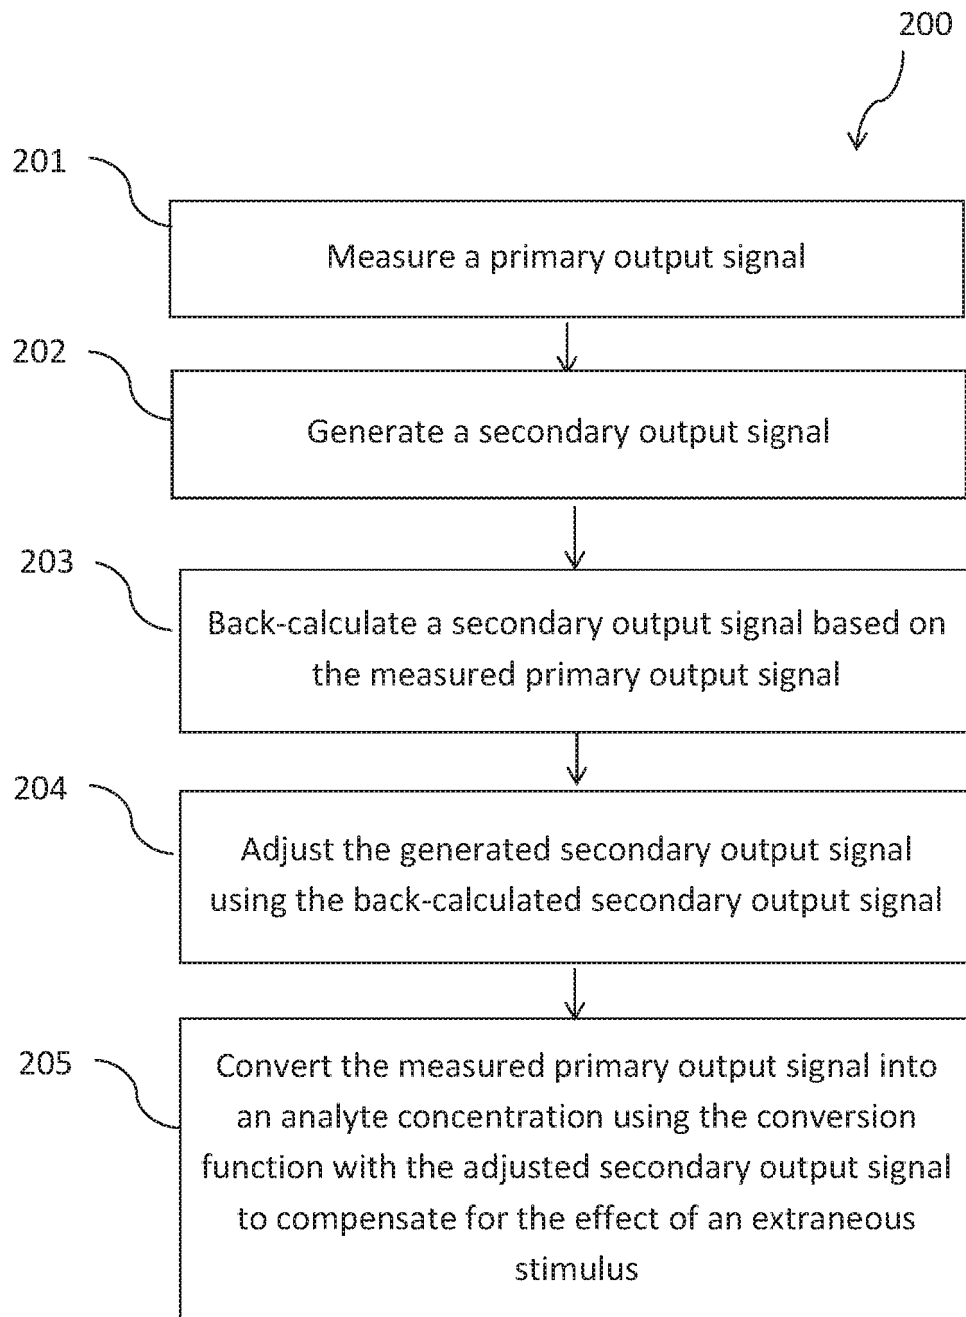 200
201
Measure a primary output signal
202
Generate a secondary output signal
203
Back-calculate a secondary output signal based on
the measured primary output signal
204
Adjust the generated secondary output signal
using the back-calculated secondary output signal
205
Convert the measured primary output signal into
an analyte concentration using the conversion
function with the adjusted secondary output signal
to compensate for the effect of an extraneous
stimulus